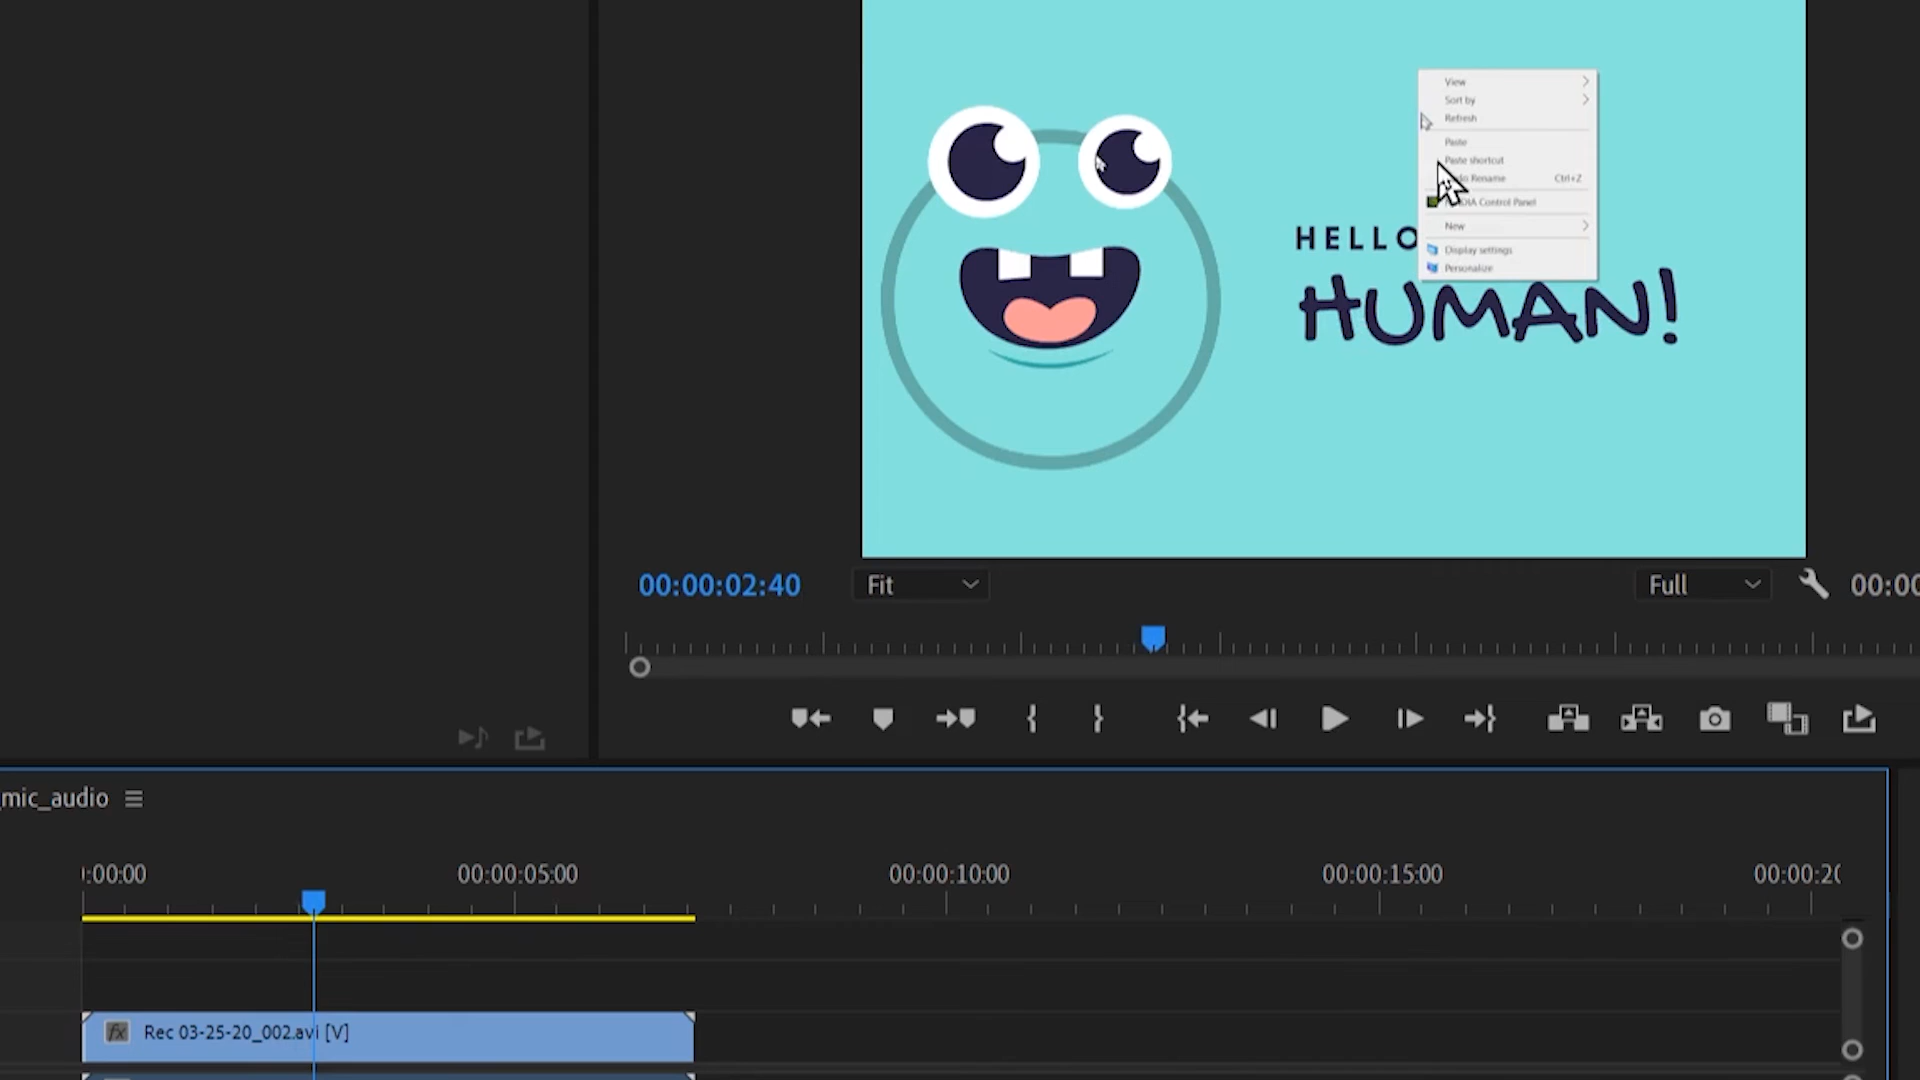 View
Sort by
Refresh
Paste
Paste shortcut
Rename Ctrl+Z
Control Panel
New
Display settings
Personalize
HELLO
HUMAN!
00:00:02:40 Fit Full 00:00
mic_audio
:00:00 00:00:05:00 00:00:10:00 00:00:15:00 00:00:20
fx Rec 03-25-20_002.avi [V]